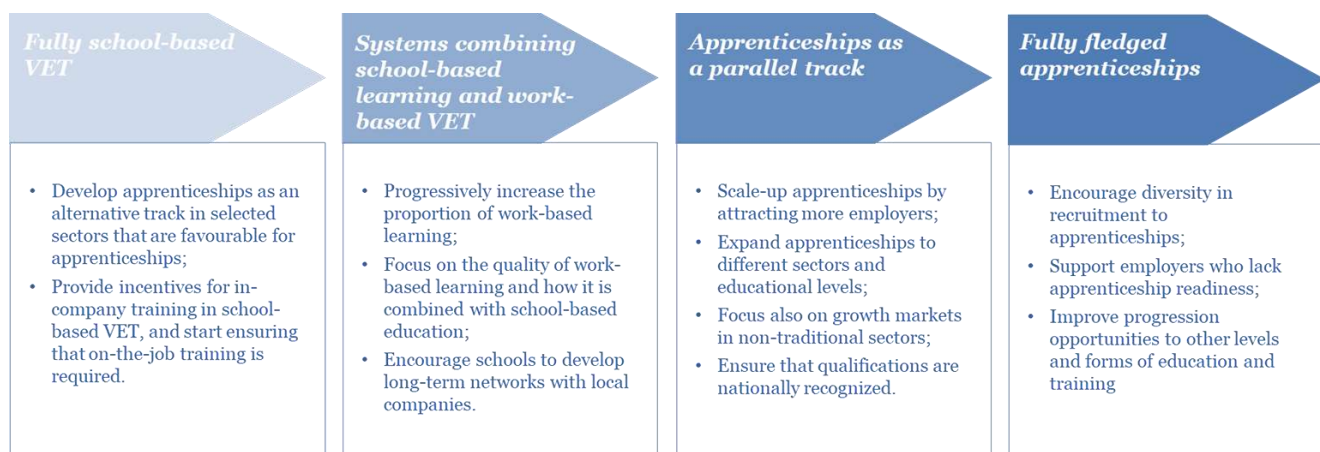 Fully school-based
VET
• Develop apprenticeships as an
alternative track in selected
sectors that are favourable for
apprenticeships;
• Provide incentives for in-
company training in school-
based VET, and start ensuring
that on-the-job training is
required.
Systems combining
school-based
learning and work-
based VET
• Progressively increase the
proportion of work-based
learning;
• Focus on the quality of work-
based learning and how it is
combined with school-based
education;
• Encourage schools to develop
long-term networks with local
companies.
Apprenticeships as
a parallel track
• Scale-up apprenticeships by
attracting more employers;
• Expand apprenticeships to
different sectors and
educational levels;
• Focus also on growth markets
in non-traditional sectors;
• Ensure that qualifications are
nationally recognized.
Fully fledged
apprenticeships
• Encourage diversity in
recruitment to
apprenticeships;
• Support employers who lack
apprenticeship readiness;
• Improve progression
opportunities to other levels
and forms of education and
training